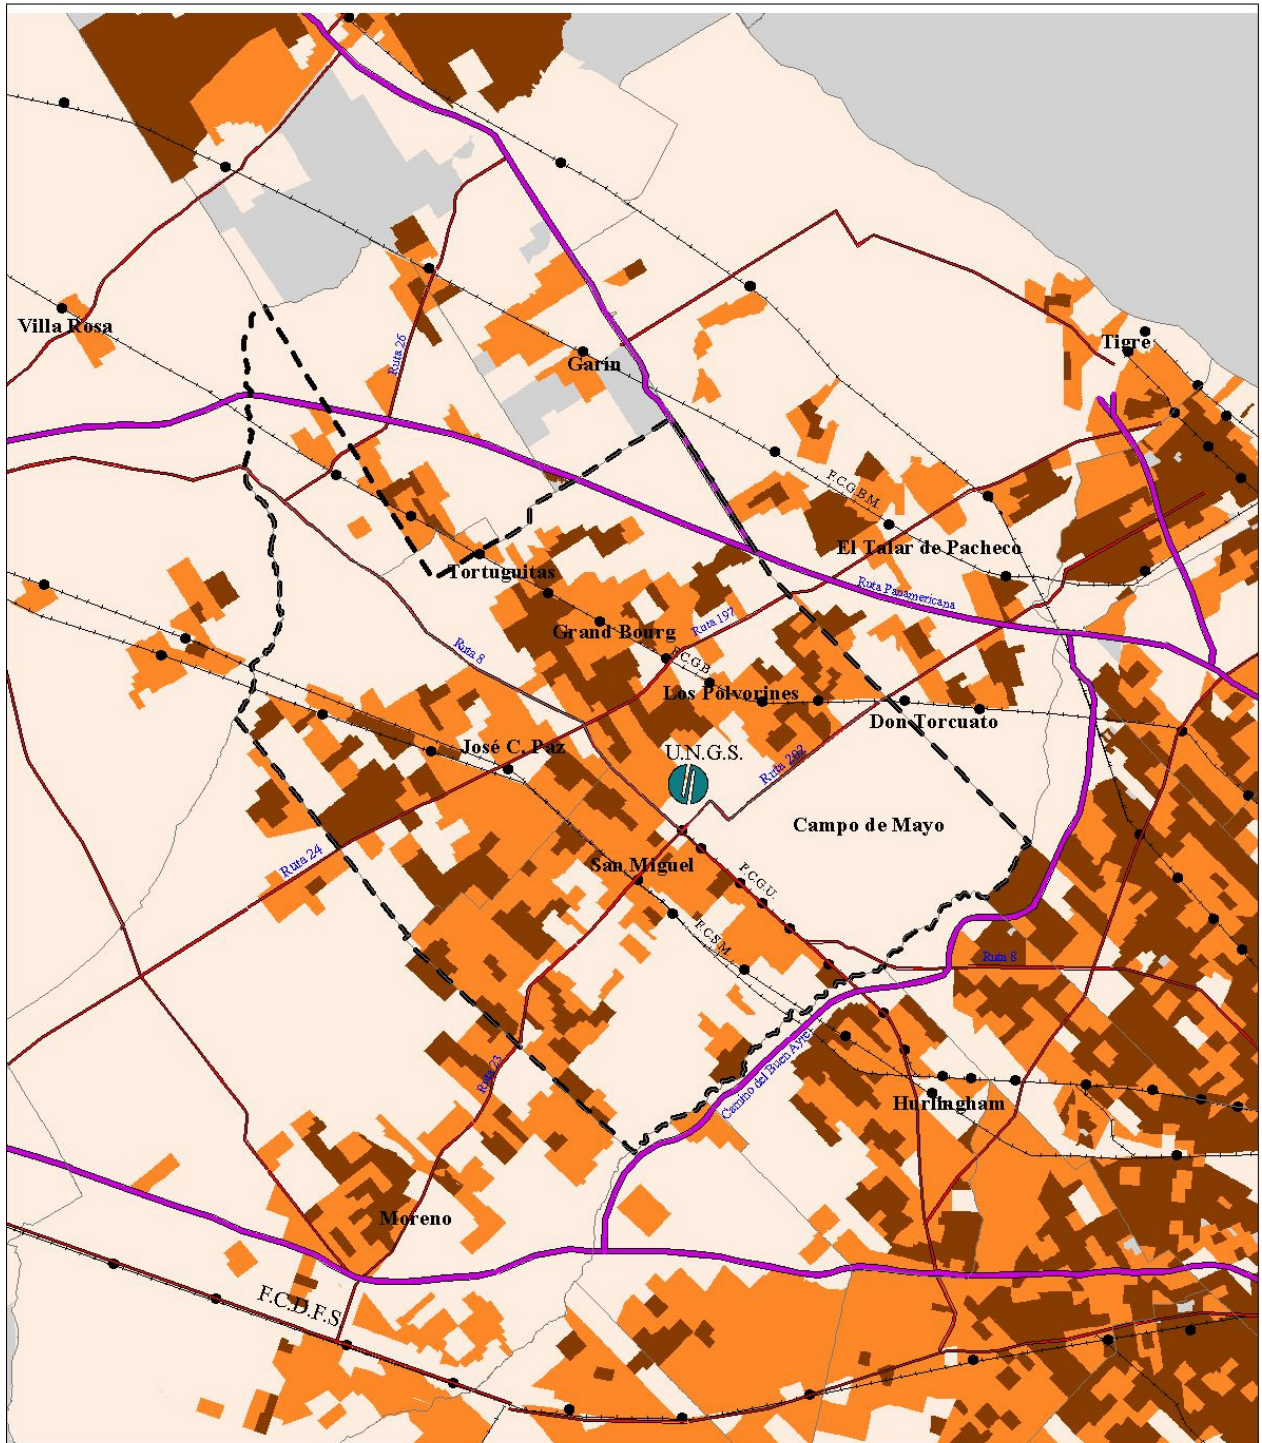 Villa Rosa
Ruta 26
Garin
Tigre
F.C.G.B.M.
El Talar de Pacheco
Tortuguitas
Ruta Panamericana
Grand Bourg
Ruta 197
Ruta 8
F.C.G.B.
Los Polvorines
Don Torcuato
José C. Paz
U.N.G.S.
Ruta 202
Campo de Mayo
Ruta 24
San Miguel
F.C.G.U.
F.C.S.M.
Ruta 8
Ruta 23
Camino del Buen Ayre
Hurlingham
Moreno
F.C.D.F.S